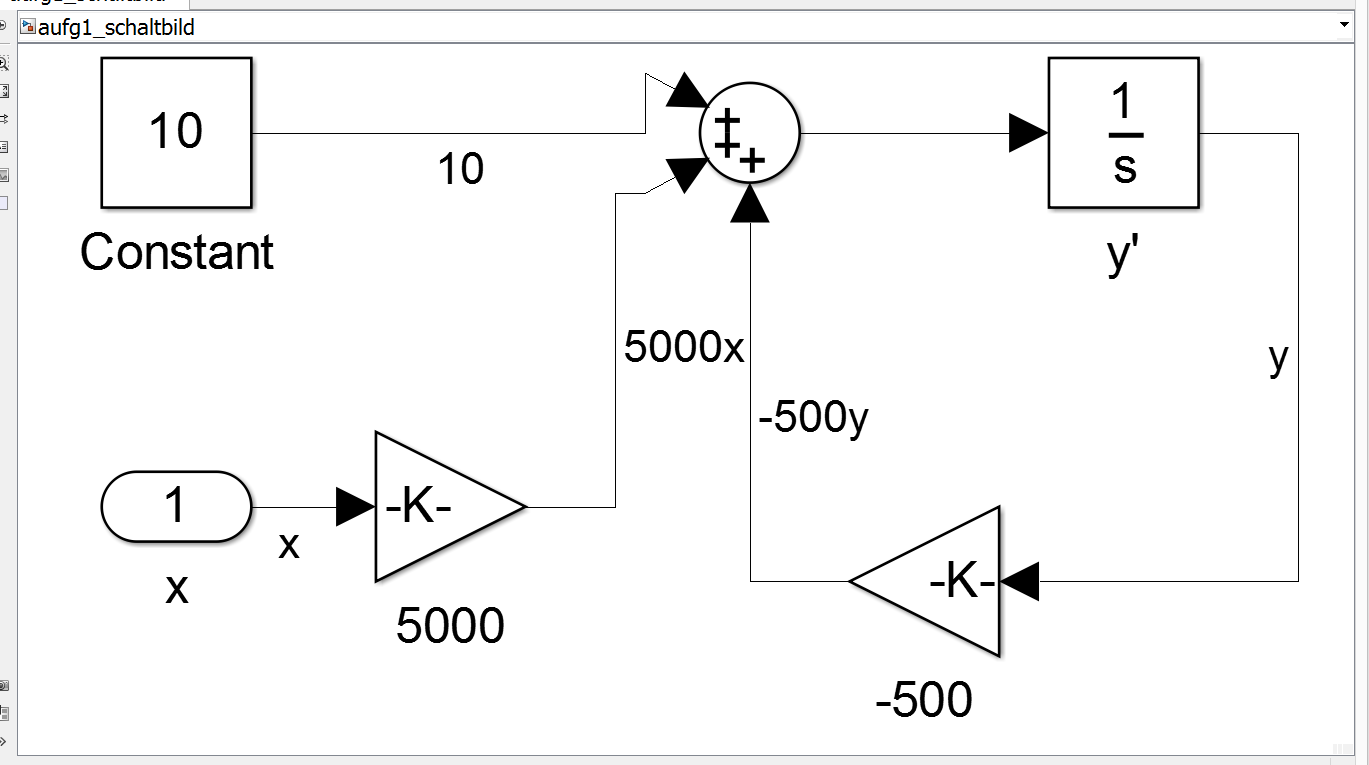 aufg1_schaltbild
10
10
Constant
+
+
+
1
s
y'
5000x
y
-500y
1
x
x
-K-
5000
-K-
-500